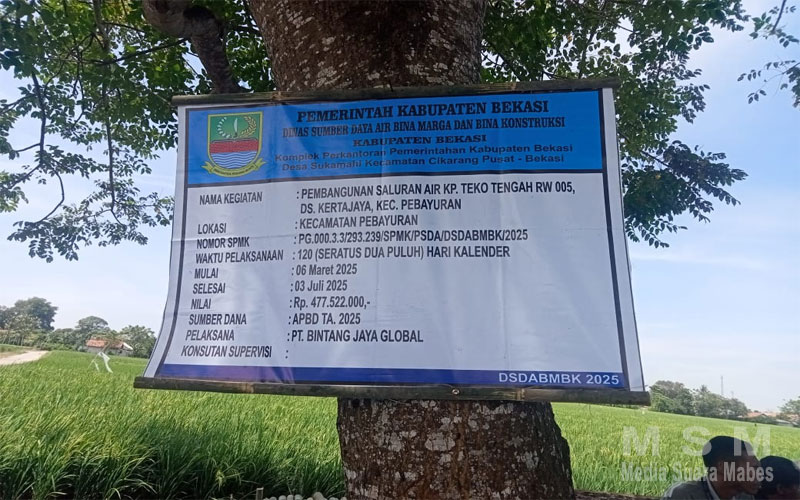 PEMERINTAH KABUPATEN BEKASI
DINAS SUMBER DAYA AIR BINA MARGA DAN BINA KONSTRUKSI
KABUPATEN BEKASI
Komplek Perkantoran Pemerintahan Kabupaten Bekasi
Desa Sukamahi Kecamatan Cikarang Pusat - Bekasi
NAMA KEGIATAN : PEMBANGUNAN SALURAN AIR KP. TEKO TENGAH RW 005,
DS. KERTAJAYA, KEC. PEBAYURAN
LOKASI : KECAMATAN PEBAYURAN
NOMOR SPMK : PG.000.3.3/293.239/SPMK/PSDA/DSDABMBK/2025
WAKTU PELAKSANAAN : 120 (SERATUS DUA PULUH) HARI KALENDER
MULAI : 06 Maret 2025
SELESAI : 03 Juli 2025
NILAI : Rp. 477.522.000,-
SUMBER DANA : APBD TA. 2025
PELAKSANA : PT. BINTANG JAYA GLOBAL
KONSUTAN SUPERVISI :
DSDABMBK 2025
MSM
Media Suara Mabes